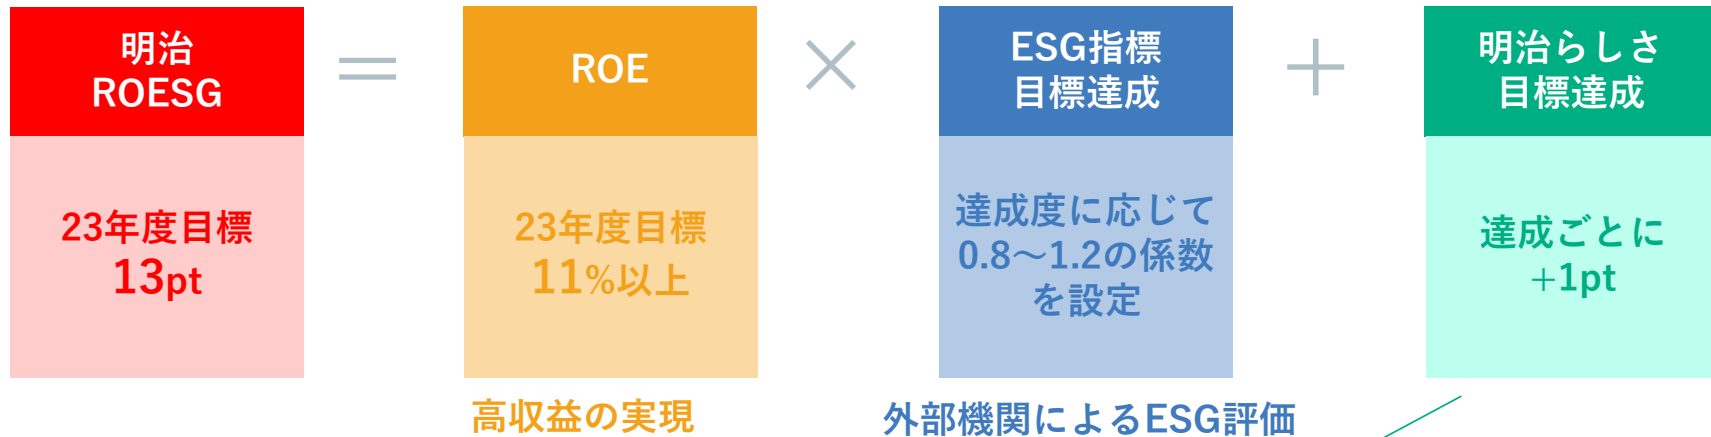 明治
ROESG
=
ROE
×
ESG指標
目標達成
+
明治らしさ
目標達成
23年度目標
13pt
23年度目標
11%以上
達成度に応じて
0.8～1.2の係数
を設定
達成ごとに
+1pt
高収益の実現
外部機関によるESG評価